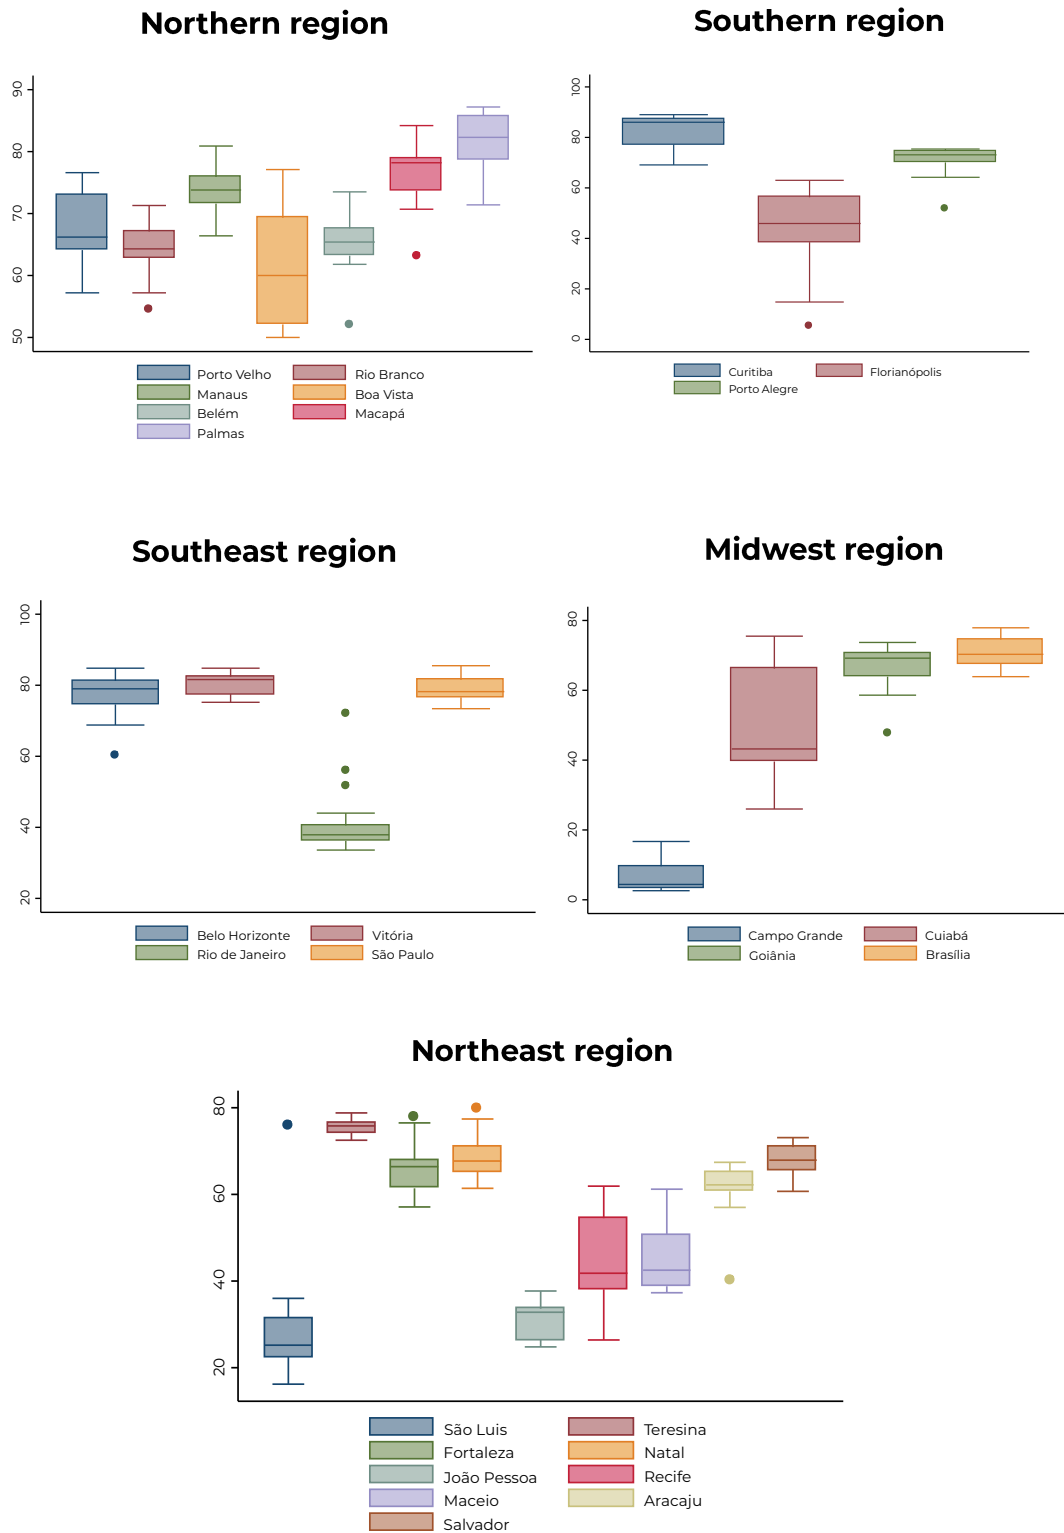 Northern region
90
80
70
60
50
Porto Velho Rio Branco
Manaus Boa Vista
Belém Macapá
Palmas
Southern region
100
80
60
40
20
0
Curitiba Florianópolis
Porto Alegre
Southeast region
100
80
60
40
20
Belo Horizonte Vitória
Rio de Janeiro São Paulo
Midwest region
80
60
40
20
0
Campo Grande Cuiabá
Goiânia Brasília
Northeast region
80
60
40
20
São Luis Teresina
Fortaleza Natal
João Pessoa Recife
Maceio Aracaju
Salvador